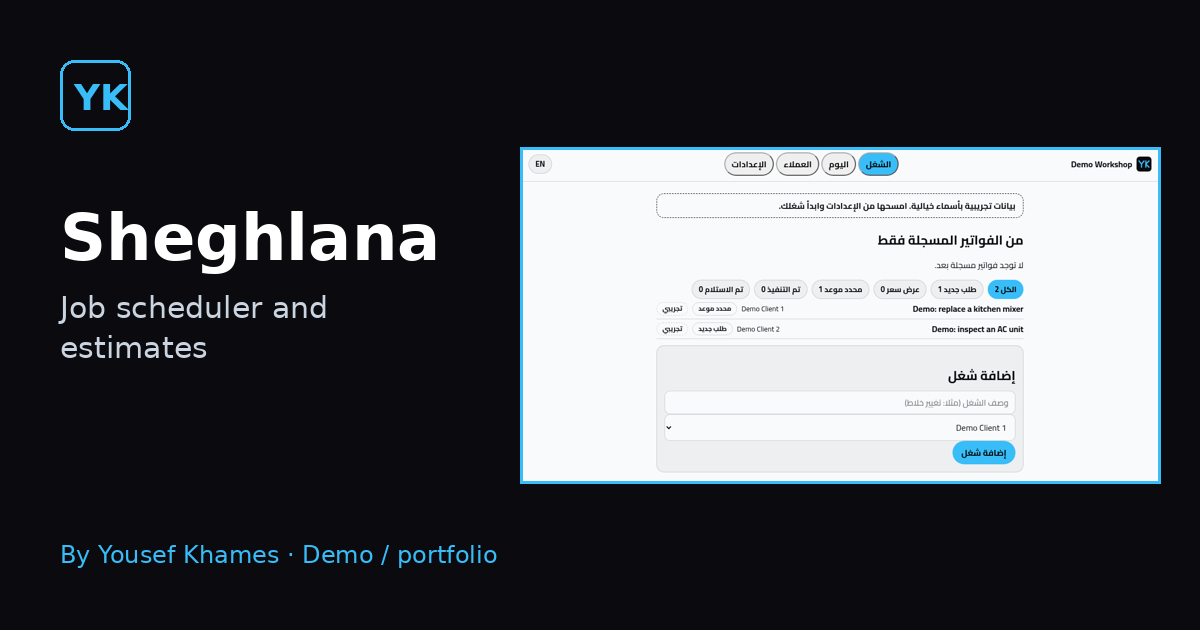 YK
Sheghlana
Job scheduler and
estimates
By Yousef Khames · Demo / portfolio
Demo Workshop YK
الشغل اليوم العملاء الإعدادات
EN
بيانات تجريبية بأسماء خيالية. امسحها من الإعدادات وابدأ شغلك.
من الفواتير المسجلة فقط
لا توجد فواتير مسجلة بعد.
الكل 2 طلب جديد 1 عرض سعر 0 محدد موعد 1 تم التنفيذ 0 تم الاستلام 0
Demo: replace a kitchen mixer Demo Client 1 محدد موعد تجريبي
Demo: inspect an AC unit Demo Client 2 طلب جديد تجريبي
إضافة شغل
وصف الشغل (مثلا: تغيير خلاط)
Demo Client 1
إضافة شغل